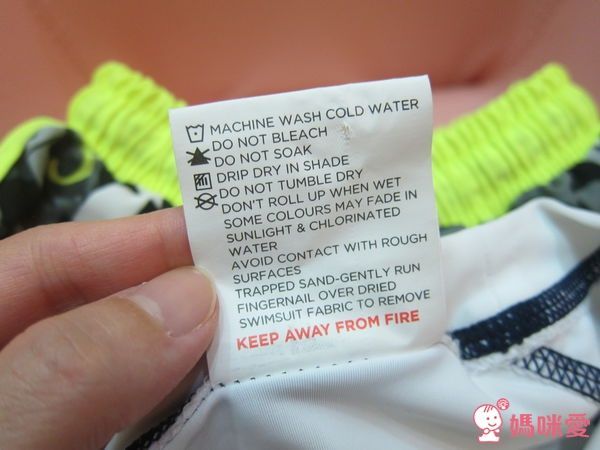 MACHINE WASH COLD WATER
DO NOT BLEACH
DO NOT SOAK
DRIP DRY IN SHADE
DO NOT TUMBLE DRY
DON'T ROLL UP WHEN WET
SOME COLOURS MAY FADE IN
SUNLIGHT & CHLORINATED
WATER
AVOID CONTACT WITH ROUGH
SURFACES
TRAPPED SAND-GENTLY RUN
FINGERNAIL OVER DRIED
SWIMSUIT FABRIC TO REMOVE
KEEP AWAY FROM FIRE
媽咪愛